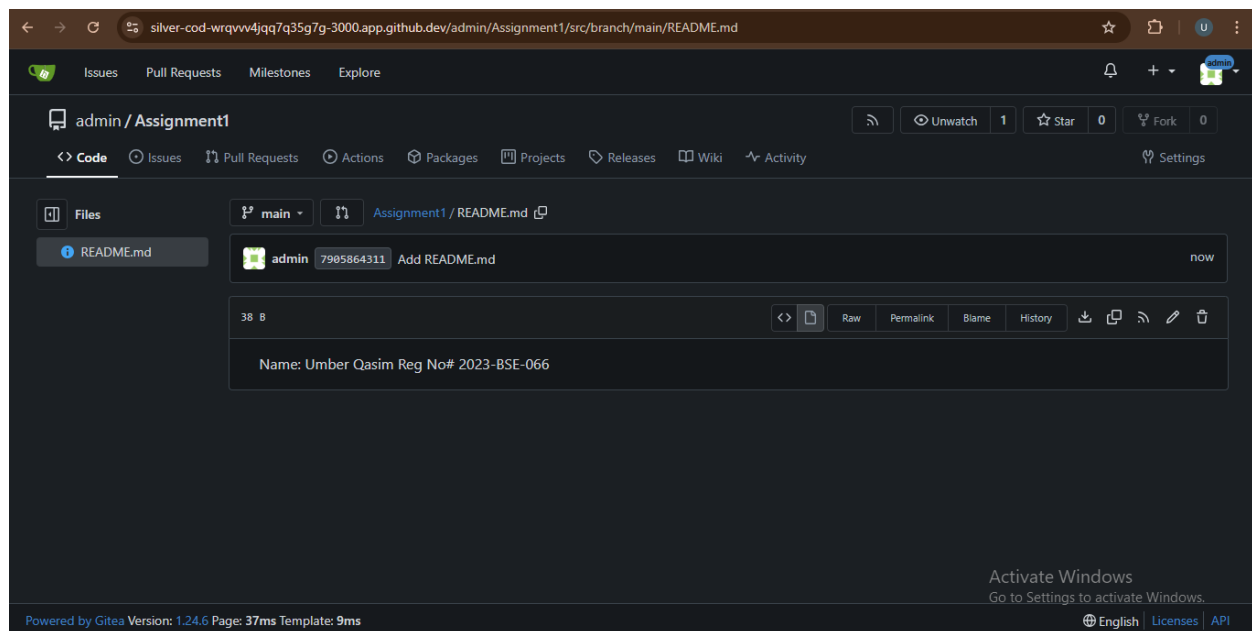 silver-cod-wrqvvv4jqq7q35g7g-3000.app.github.dev/admin/Assignment1/src/branch/main/README.md
U
Issues Pull Requests Milestones Explore
admin
admin / Assignment1
Unwatch 1 Star 0 Fork 0
Code Issues Pull Requests Actions Packages Projects Releases Wiki Activity Settings
Files
main Assignment1 / README.md
README.md
admin 7905864311 Add README.md now
38 B Raw Permalink Blame History
Name: Umber Qasim Reg No# 2023-BSE-066
Activate Windows
Go to Settings to activate Windows.
Powered by Gitea Version: 1.24.6 Page: 37ms Template: 9ms English Licenses API